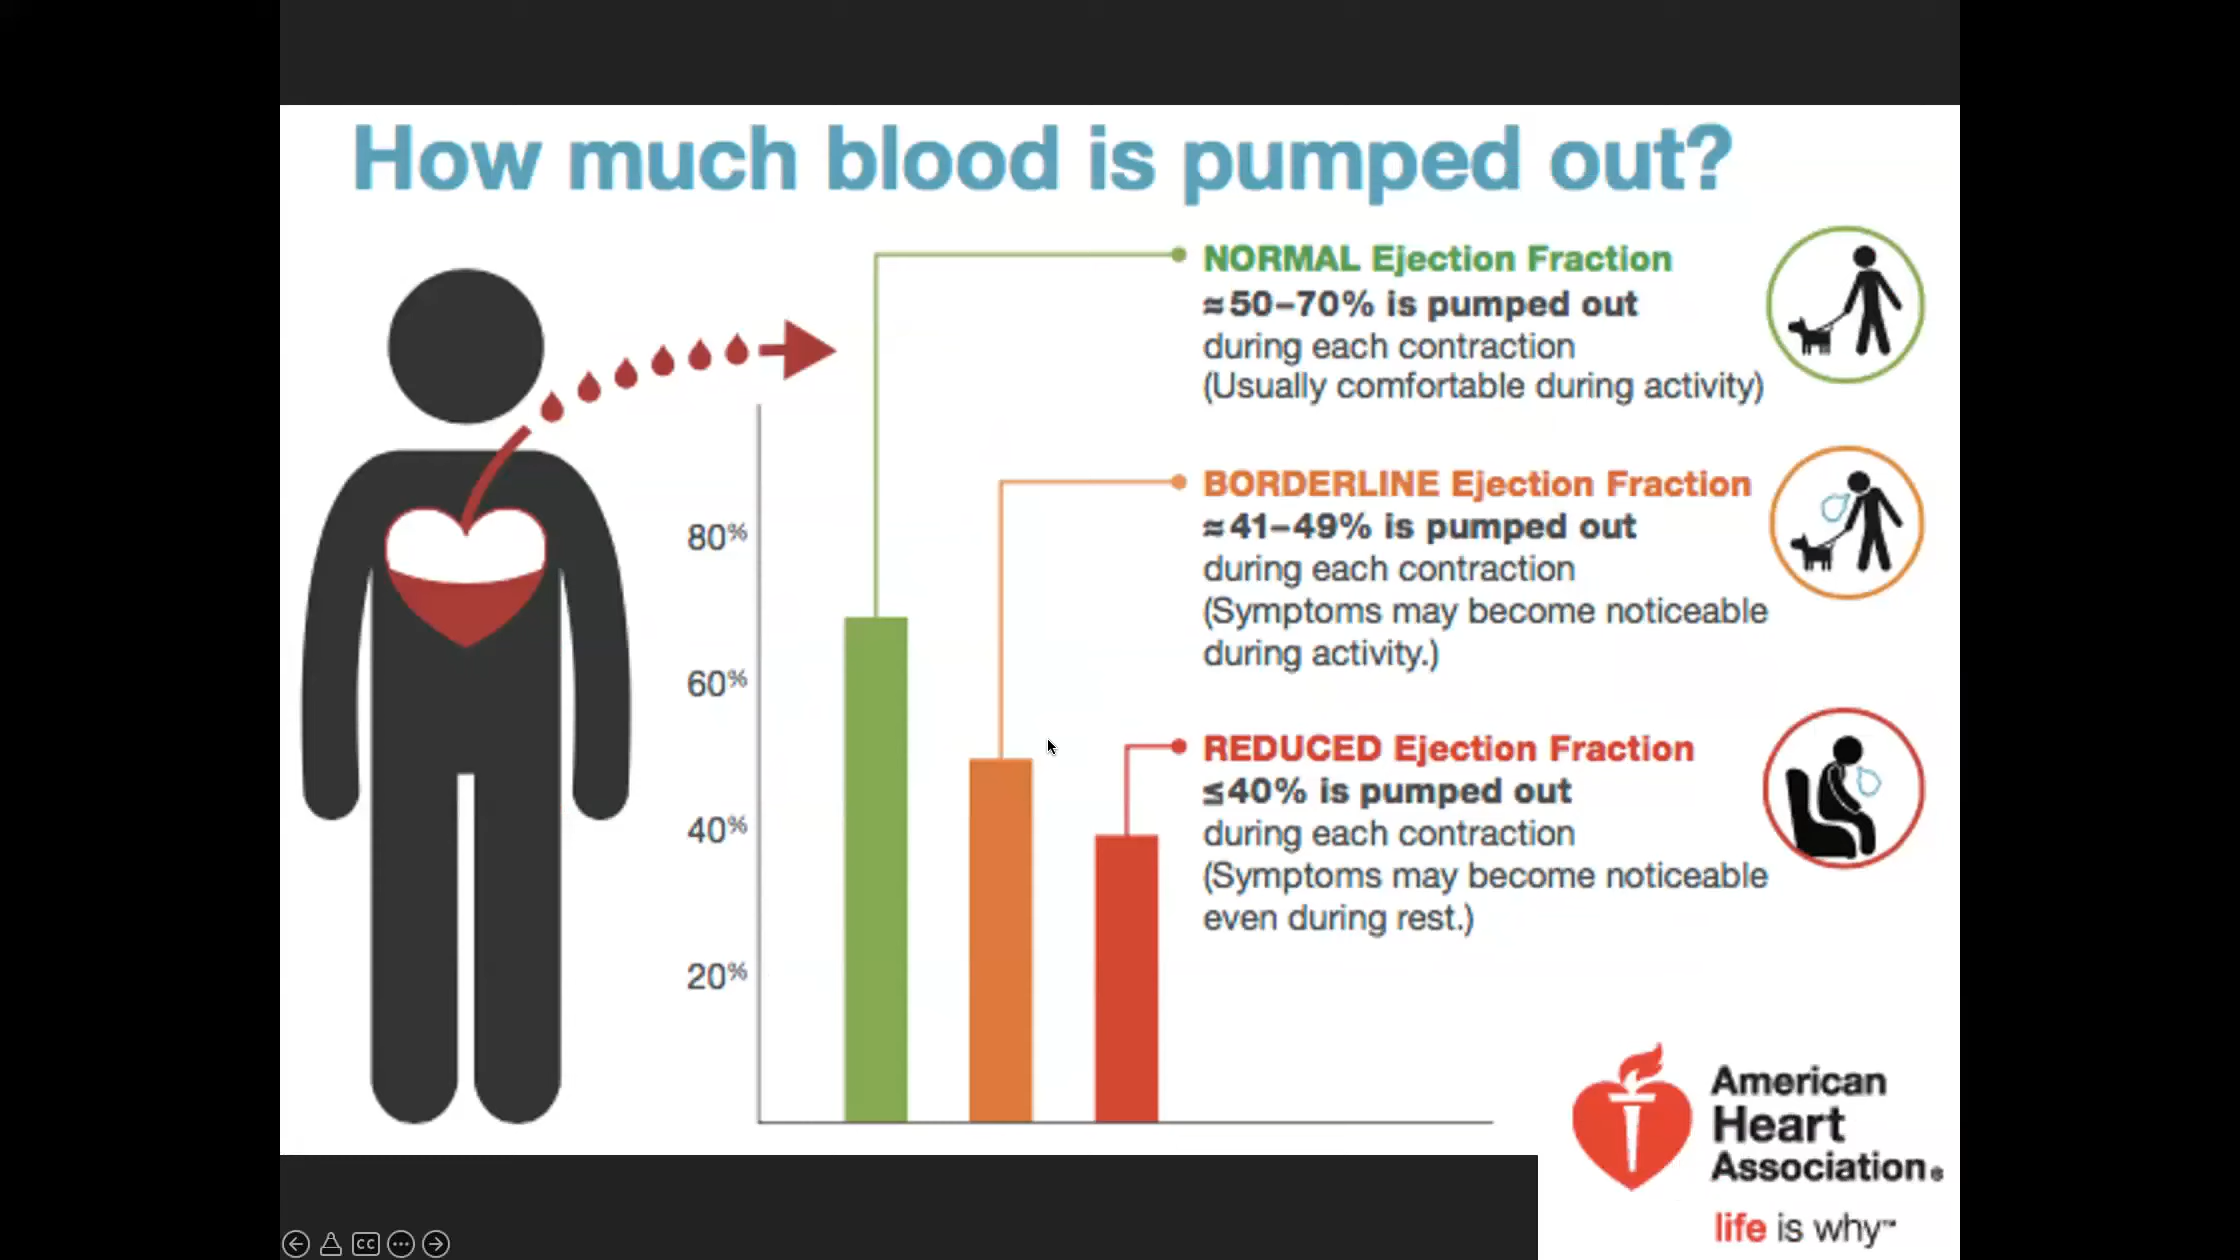 How much blood is pumped out?
NORMAL Ejection Fraction
≈50–70% is pumped out
during each contraction
(Usually comfortable during activity)
BORDERLINE Ejection Fraction
≈41–49% is pumped out
during each contraction
(Symptoms may become noticeable
during activity.)
REDUCED Ejection Fraction
≤40% is pumped out
during each contraction
(Symptoms may become noticeable
even during rest.)
80%
60%
40%
20%
American
Heart
Association®
life is why™
CC